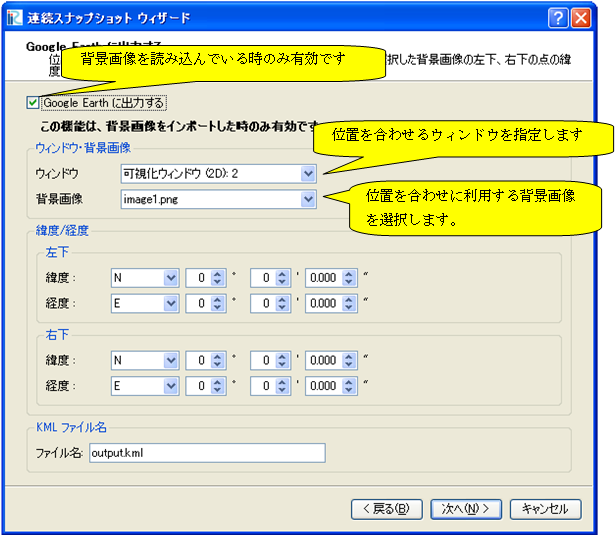 連続スナップショット ウィザード
Google Earth に出力する
背景画像を読み込んでいる時のみ有効です
位
択した背景画像の左下、右下の点の緯
度
Google Earth に出力する
この機能は、背景画像をインポートした時のみ有効です
位置を合わせるウィンドウを指定します
ウィンドウ・背景画像
ウィンドウ 可視化ウィンドウ (2D): 2
背景画像 image1.png
位置を合わせに利用する背景画像
を選択します。
緯度/経度
左下
緯度: N 0 ° 0 ' 0.000 “
経度: E 0 ° 0 ' 0.000 “
右下
緯度: N 0 ° 0 ' 0.000 “
経度: E 0 ° 0 ' 0.000 “
KML ファイル名
ファイル名: output.kml
< 戻る(B) 次へ(N) > キャンセル